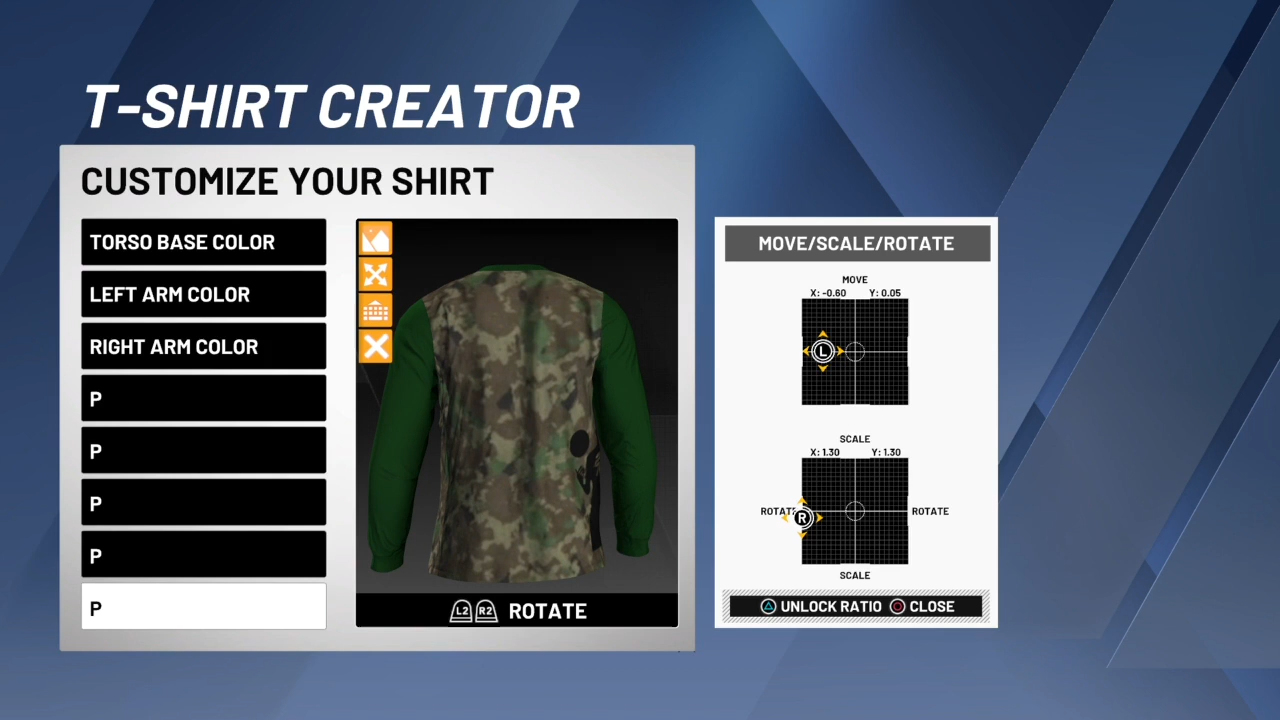 T-SHIRT CREATOR
CUSTOMIZE YOUR SHIRT
TORSO BASE COLOR
LEFT ARM COLOR
RIGHT ARM COLOR
P
P
P
P
P
L2 R2 ROTATE
MOVE/SCALE/ROTATE
MOVE
X: -0.60 Y: 0.05
L
SCALE
X: 1.30 Y: 1.30
ROTATE R ROTATE
SCALE
UNLOCK RATIO CLOSE